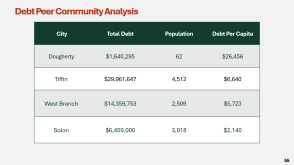 Debt Peer Community Analysis
City Total Debt Population Debt Per Capita
Dougherty $1,640,295 62 $26,456
Tiffin $29,961,647 4,512 $6,640
West Branch $14,359,753 2,509 $5,723
Solon $6,459,000 3,018 $2,140
55